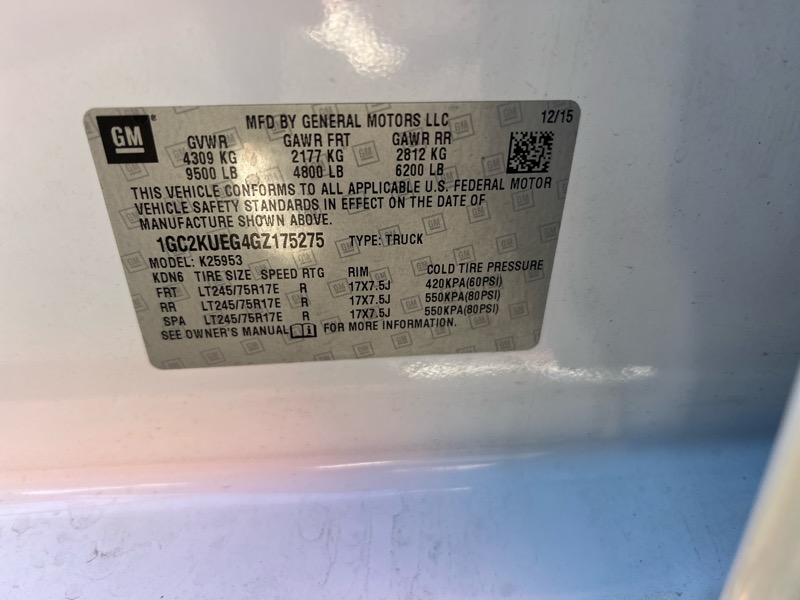 GM
MFD BY GENERAL MOTORS LLC 12/15
GVWR GAWR FRT GAWR RR
4309 KG 2177 KG 2812 KG
9500 LB 4800 LB 6200 LB
THIS VEHICLE CONFORMS TO ALL APPLICABLE U.S. FEDERAL MOTOR
VEHICLE SAFETY STANDARDS IN EFFECT ON THE DATE OF
MANUFACTURE SHOWN ABOVE.
1GC2KUEG4GZ175275 TYPE: TRUCK
MODEL: K25953
KDN6 TIRE SIZE SPEED RTG RIM COLD TIRE PRESSURE
FRT LT245/75R17E R 17X7.5J 420KPA(60PSI)
RR LT245/75R17E R 17X7.5J 550KPA(80PSI)
SPA LT245/75R17E R 17X7.5J 550KPA(80PSI)
SEE OWNER'S MANUAL FOR MORE INFORMATION.